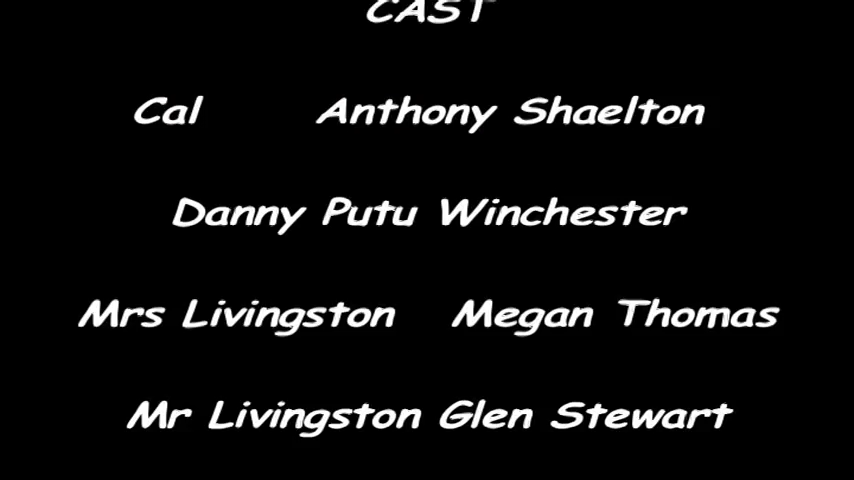 CAST
Cal Anthony Shaelton
Danny Putu Winchester
Mrs Livingston Megan Thomas
Mr Livingston Glen Stewart